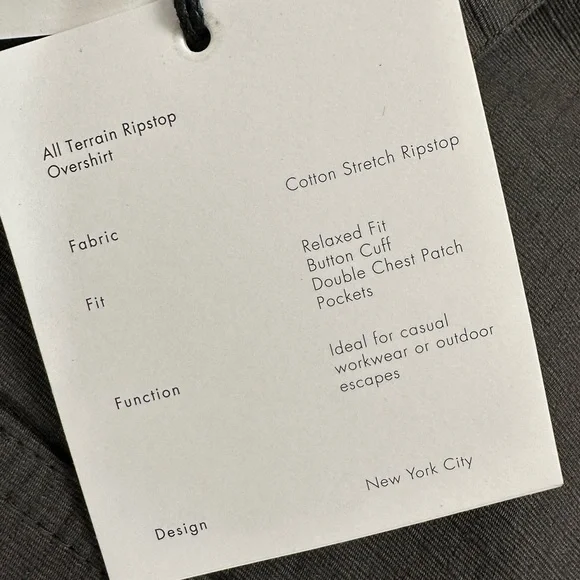 All Terrain Ripstop
Overshirt
Fabric
Cotton Stretch Ripstop
Fit
Relaxed Fit
Button Cuff
Double Chest Patch
Pockets
Function
Ideal for casual
workwear or outdoor
escapes
Design
New York City